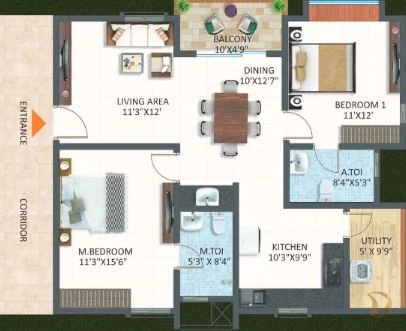 BALCONY
10'X4'9"
DINING
10'X12'7"
LIVING AREA
11'3"X12'
BEDROOM 1
11'X12'
ENTRANCE
A.TOI
8'4"X5'3"
CORRIDOR
M.BEDROOM
11'3"X15'6"
M.TOI
5'3" X 8'4"
KITCHEN
10'3"X9'9"
UTILITY
5' X 9'9"